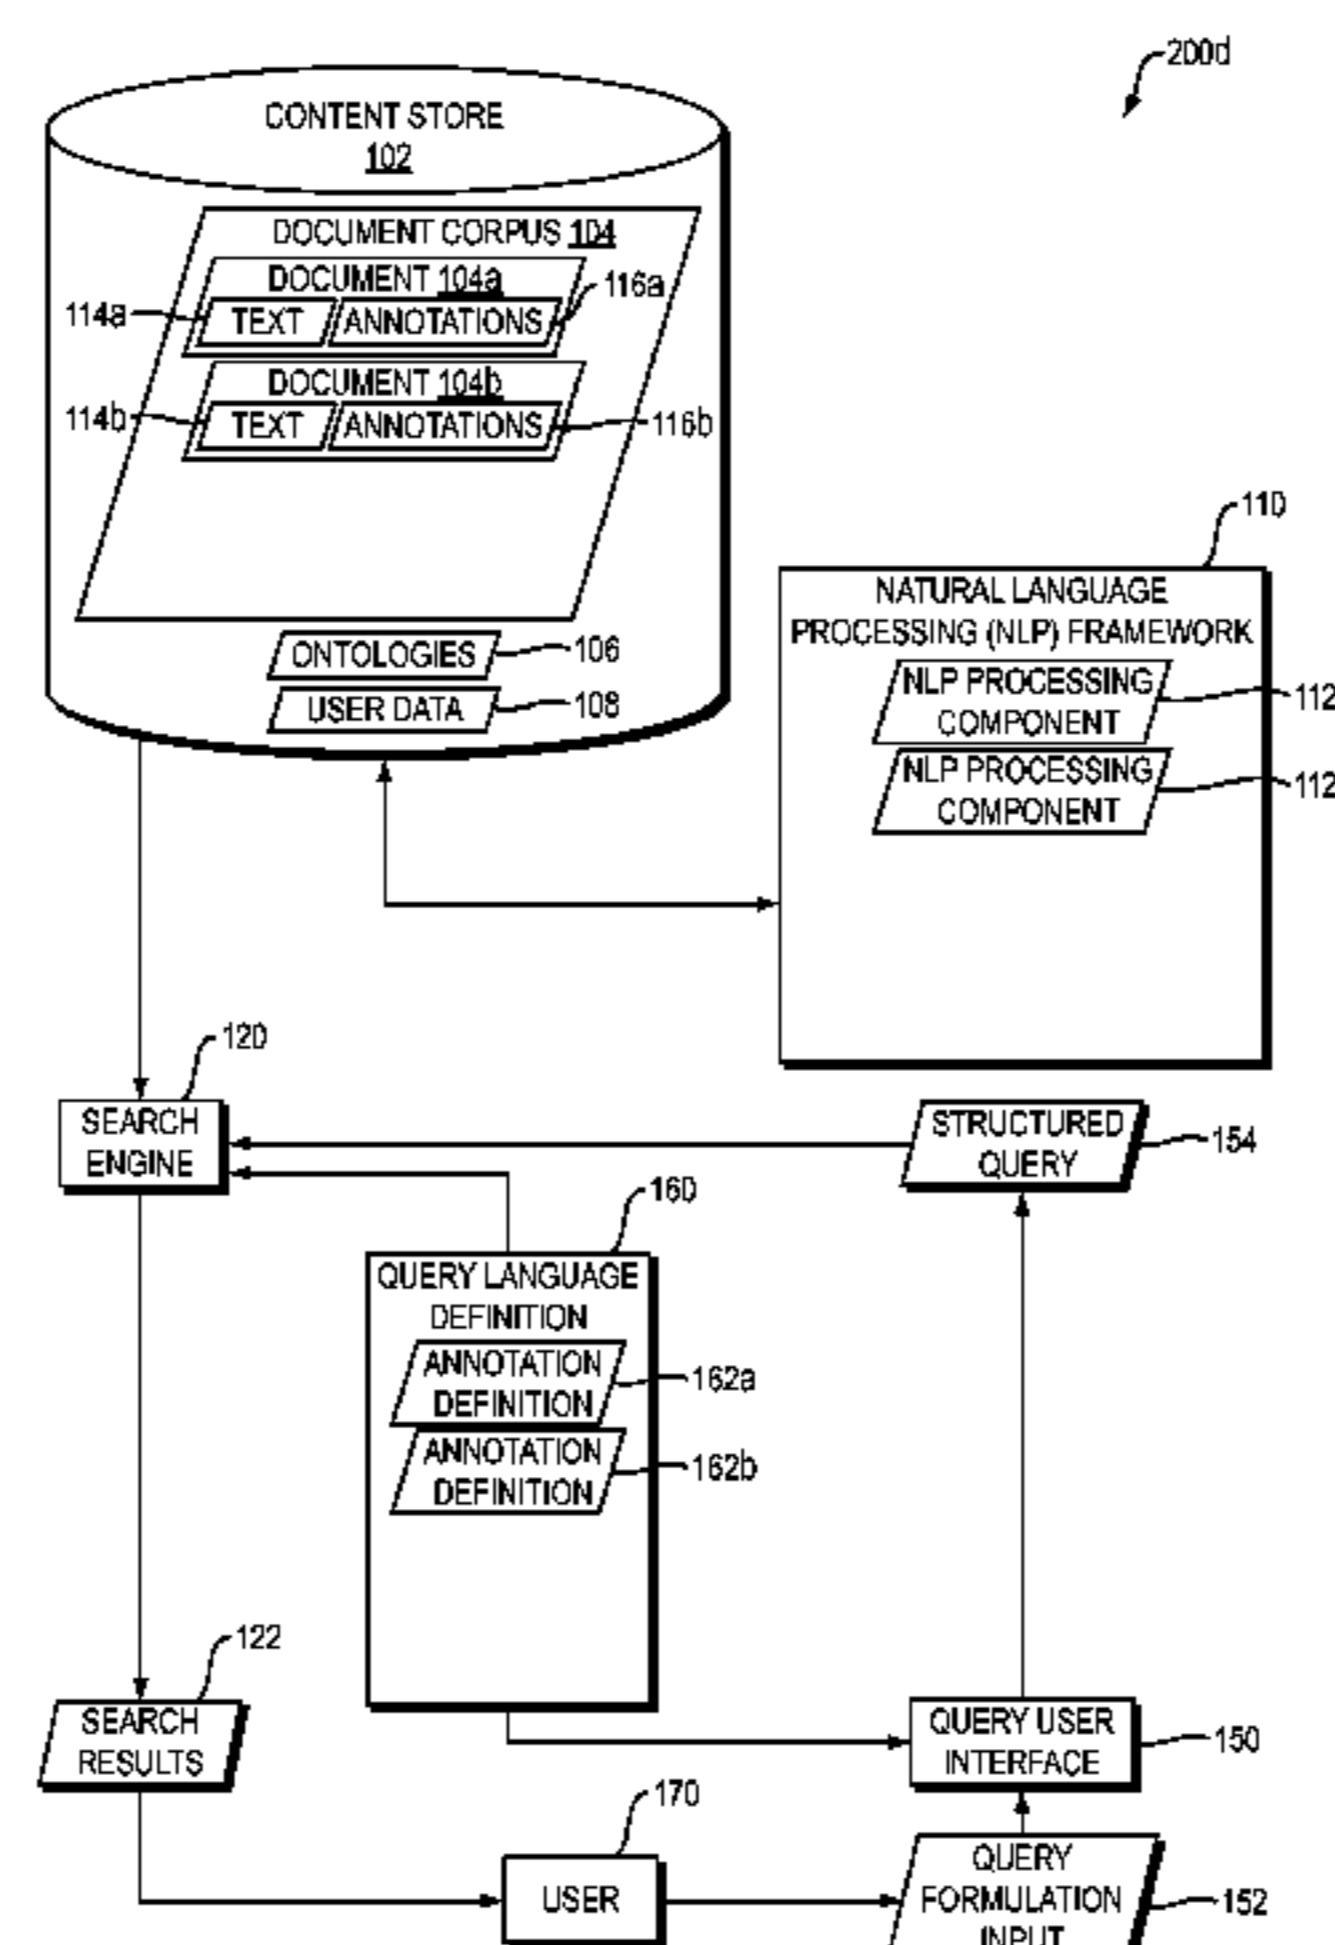 200d
CONTENT STORE
102
DOCUMENT CORPUS 104
DOCUMENT 104a
116a
114a
TEXT
ANNOTATIONS
DOCUMENT 104b
114b
TEXT
ANNOTATIONS
116b
110
NATURAL LANGUAGE
PROCESSING (NLP) FRAMEWORK
ONTOLOGIES
106
NLP PROCESSING
COMPONENT
112
USER DATA
108
NLP PROCESSING
COMPONENT
112
120
SEARCH
ENGINE
STRUCTURED
QUERY
154
160
QUERY LANGUAGE
DEFINITION
ANNOTATION
DEFINITION
162a
ANNOTATION
DEFINITION
162b
122
SEARCH
RESULTS
QUERY USER
INTERFACE
150
170
USER
QUERY
FORMULATION
INPUT
152